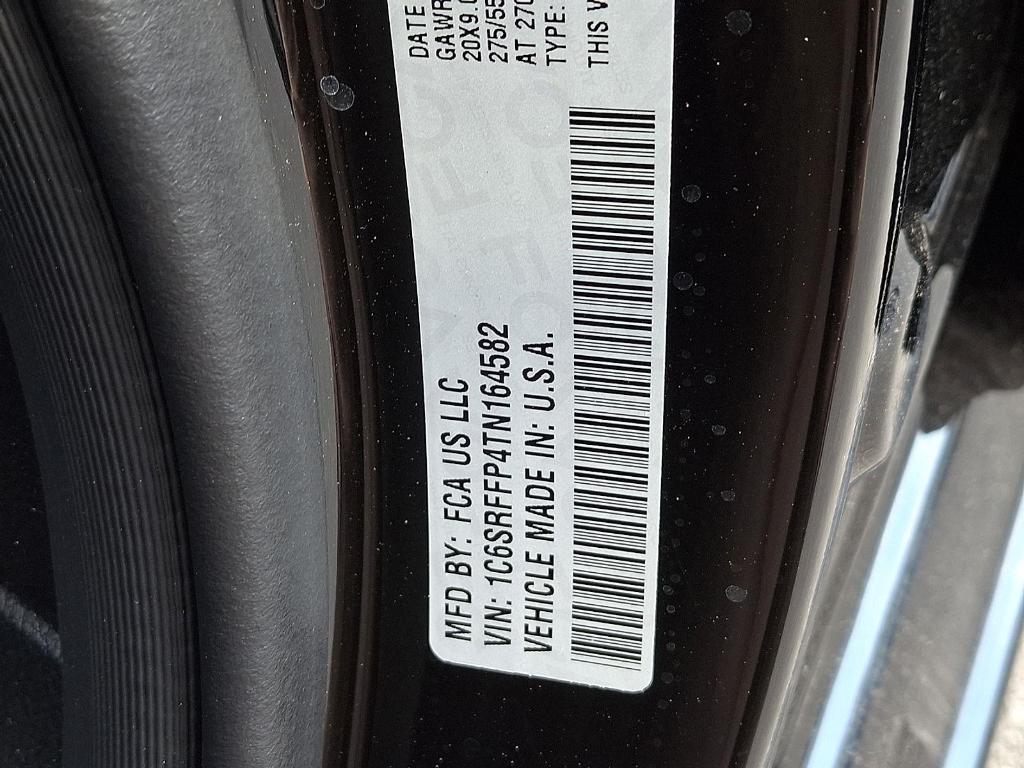 MFD BY: FCA US LLC
VIN: 1C6SRFFP4TN164582
VEHICLE MADE IN: U.S.A.
DATE
GAWR
20X9.0
275/55
AT 270
TYPE:
THIS V